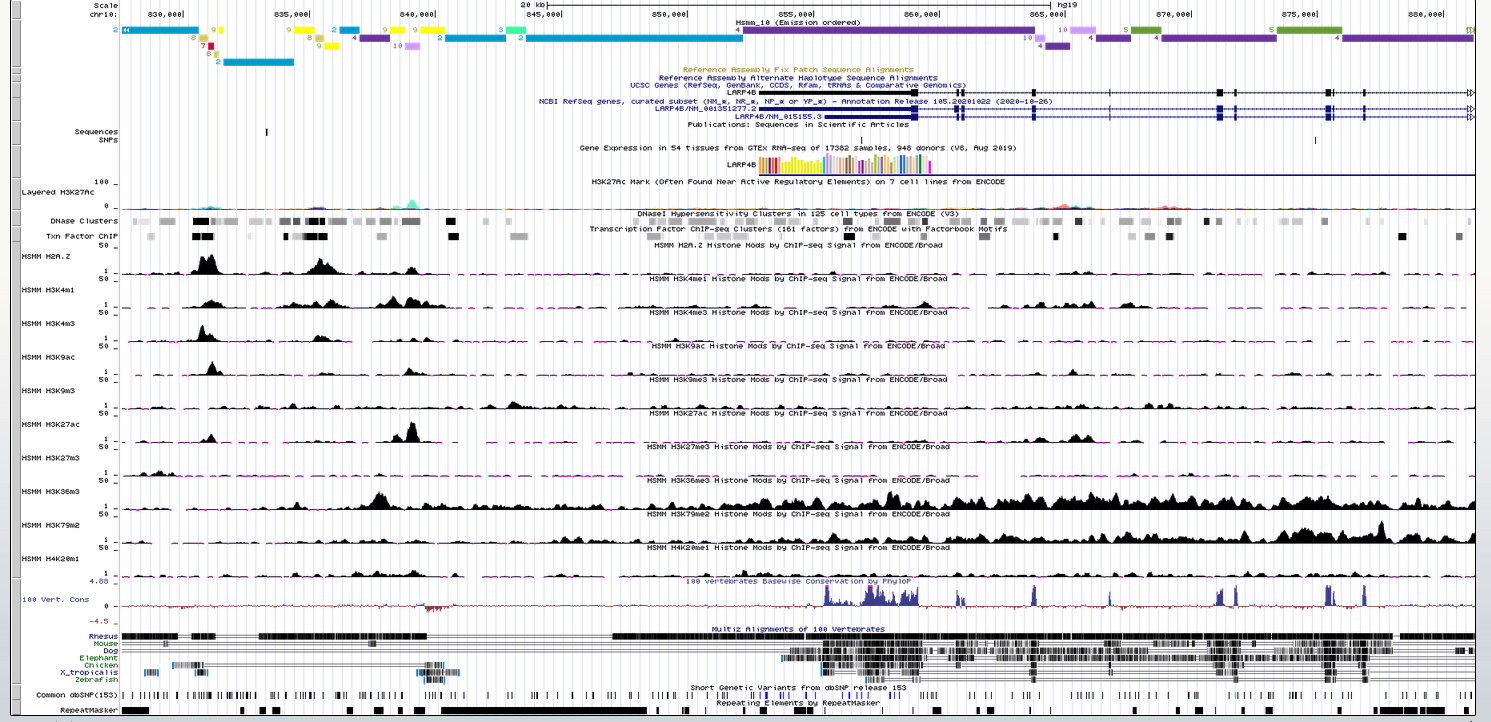 Scale 20 kb hg19
chr10: 830,000 835,000 840,000 845,000 850,000 855,000 860,000 865,000 870,000 875,000 880,000
Hsmm_10 (Emission ordered)
2 9 9 2 9 9 3 4 10 5 5
8 8 4 2 2 10 4 4 4
7 9 10 4
8
2
Reference Assembly Fix Patch Sequence Alignments
Reference Assembly Alternate Haplotype Sequence Alignments
UCSC Genes (RefSeq, GenBank, CCDS, Rfam, tRNAs & Comparative Genomics)
LARP4B
NCBI RefSeq genes, curated subset (NM_*, NR_*, NP_* or YP_*) - Annotation Release 105.20201022 (2020-10-26)
LARP4B/NM_001351277.2
LARP4B/NM_015155.3
Publications: Sequences in Scientific Articles
Sequences
SNPs
Gene Expression in 54 tissues from GTEx RNA-seq of 17382 samples, 948 donors (V8, Aug 2019)
LARP4B
H3K27Ac Mark (Often Found Near Active Regulatory Elements) on 7 cell lines from ENCODE
100 _
Layered H3K27Ac
0 _
DNaseI Hypersensitivity Clusters in 125 cell types from ENCODE (V3)
DNase Clusters
Transcription Factor ChIP-seq Clusters (161 factors) from ENCODE with Factorbook Motifs
Txn Factor ChIP
HSMM H2A.Z Histone Mods by ChIP-seq Signal from ENCODE/Broad
50 _
HSMM H2A.Z
1 _
HSMM H3K4me1 Histone Mods by ChIP-seq Signal from ENCODE/Broad
50 _
HSMM H3K4m1
1 _
HSMM H3K4me3 Histone Mods by ChIP-seq Signal from ENCODE/Broad
50 _
HSMM H3K4m3
1 _
HSMM H3K9ac Histone Mods by ChIP-seq Signal from ENCODE/Broad
50 _
HSMM H3K9ac
1 _
HSMM H3K9me3 Histone Mods by ChIP-seq Signal from ENCODE/Broad
50 _
HSMM H3K9m3
1 _
HSMM H3K27ac Histone Mods by ChIP-seq Signal from ENCODE/Broad
50 _
HSMM H3K27ac
1 _
HSMM H3K27me3 Histone Mods by ChIP-seq Signal from ENCODE/Broad
50 _
HSMM H3K27m3
1 _
HSMM H3K36me3 Histone Mods by ChIP-seq Signal from ENCODE/Broad
50 _
HSMM H3K36m3
1 _
HSMM H3K79me2 Histone Mods by ChIP-seq Signal from ENCODE/Broad
50 _
HSMM H3K79m2
1 _
HSMM H4K20me1 Histone Mods by ChIP-seq Signal from ENCODE/Broad
50 _
HSMM H4K20m1
1 _
100 vertebrates Basewise Conservation by PhyloP
4.88 _
100 Vert. Cons
0 _
-4.5 _
Multiz Alignments of 100 Vertebrates
Rhesus
Mouse
Dog
Elephant
Chicken
X_tropicalis
Zebrafish
Short Genetic Variants from dbSNP release 153
Common dbSNP(153)
Repeating Elements by RepeatMasker
RepeatMasker